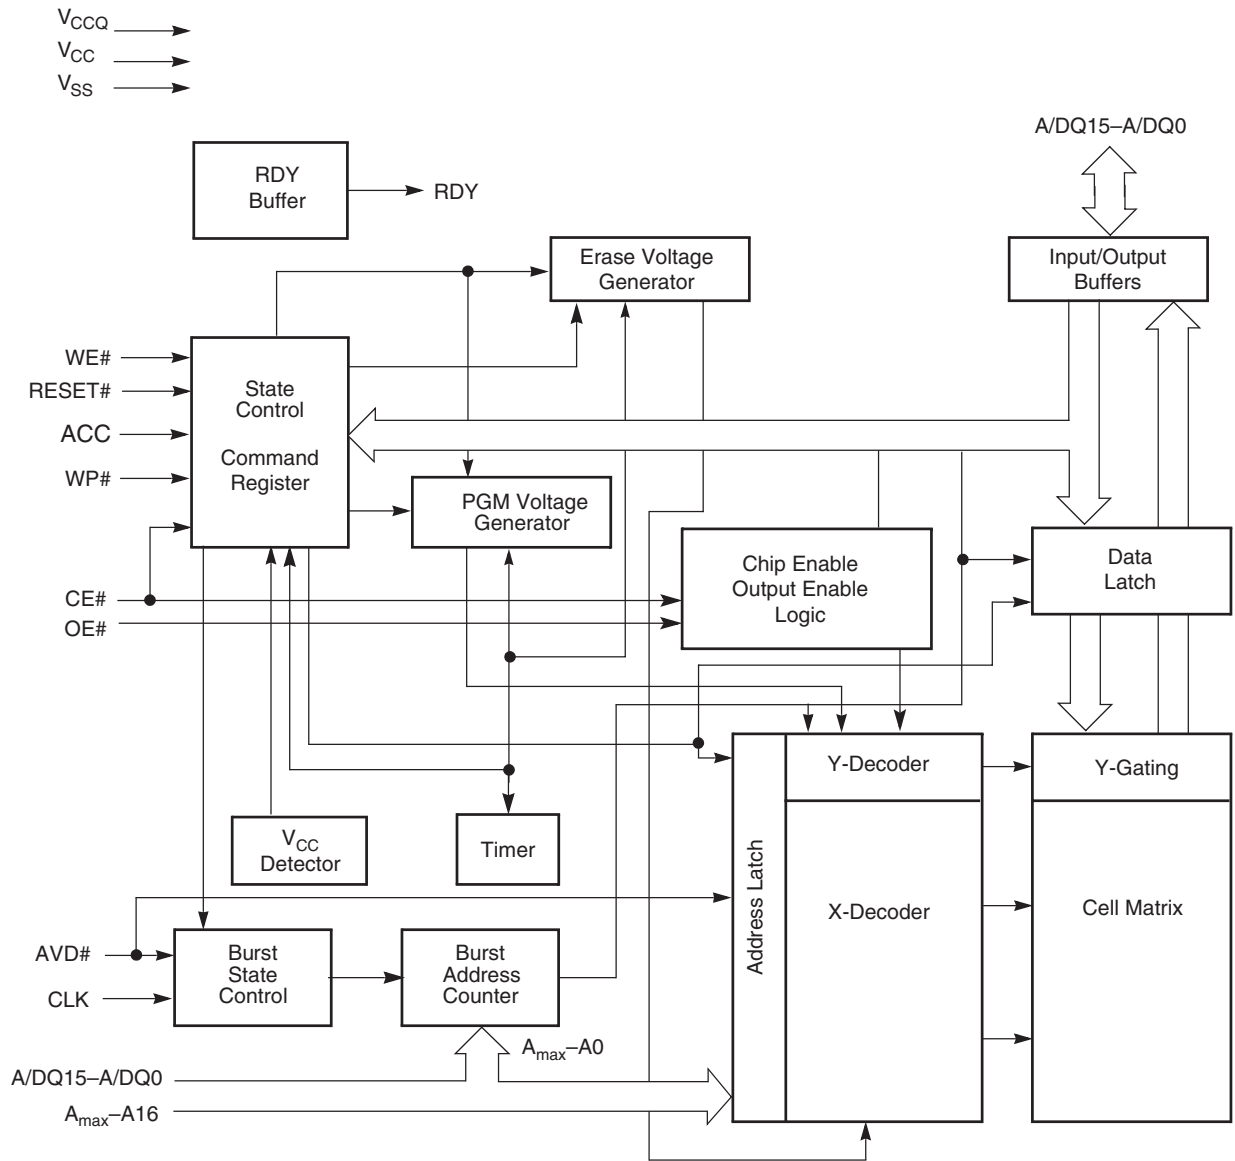 VCCQ
VCC
VSS
A/DQ15–A/DQ0
RDY
Buffer
RDY
Erase Voltage
Generator
Input/Output
Buffers
WE#
RESET#
ACC
WP#
State
Control
Command
Register
PGM Voltage
Generator
Chip Enable
Output Enable
Logic
Data
Latch
CE#
OE#
Y-Decoder
Y-Gating
VCC
Detector
Timer
Address Latch
X-Decoder
Cell Matrix
AVD#
CLK
Burst
State
Control
Burst
Address
Counter
Amax–A0
A/DQ15–A/DQ0
Amax–A16